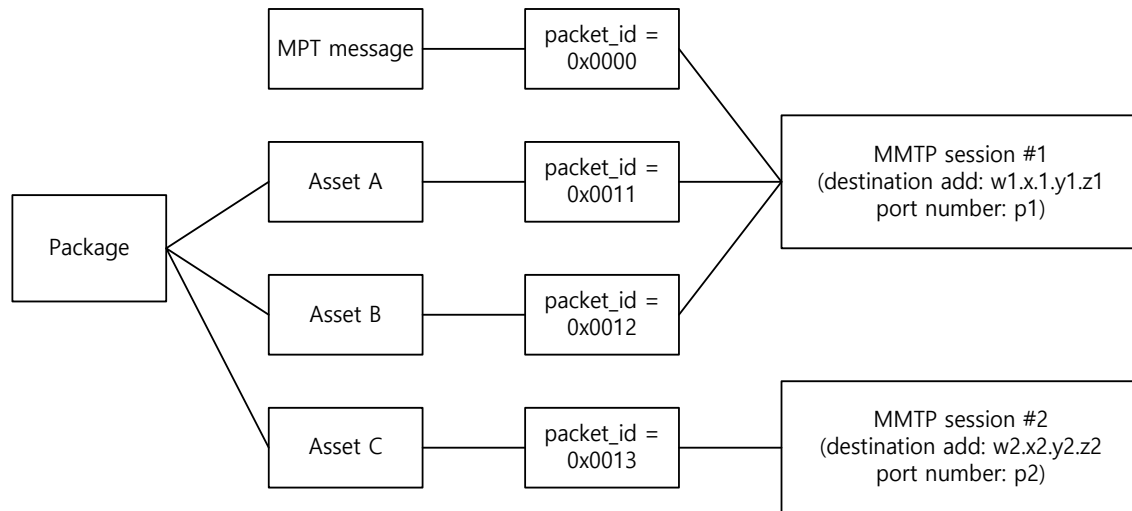 MPT message
packet_id =
0x0000
MMTP session #1
(destination add: w1.x.1.y1.z1
port number: p1)
Asset A
packet_id =
0x0011
Package
Asset B
packet_id =
0x0012
Asset C
packet_id =
0x0013
MMTP session #2
(destination add: w2.x2.y2.z2
port number: p2)